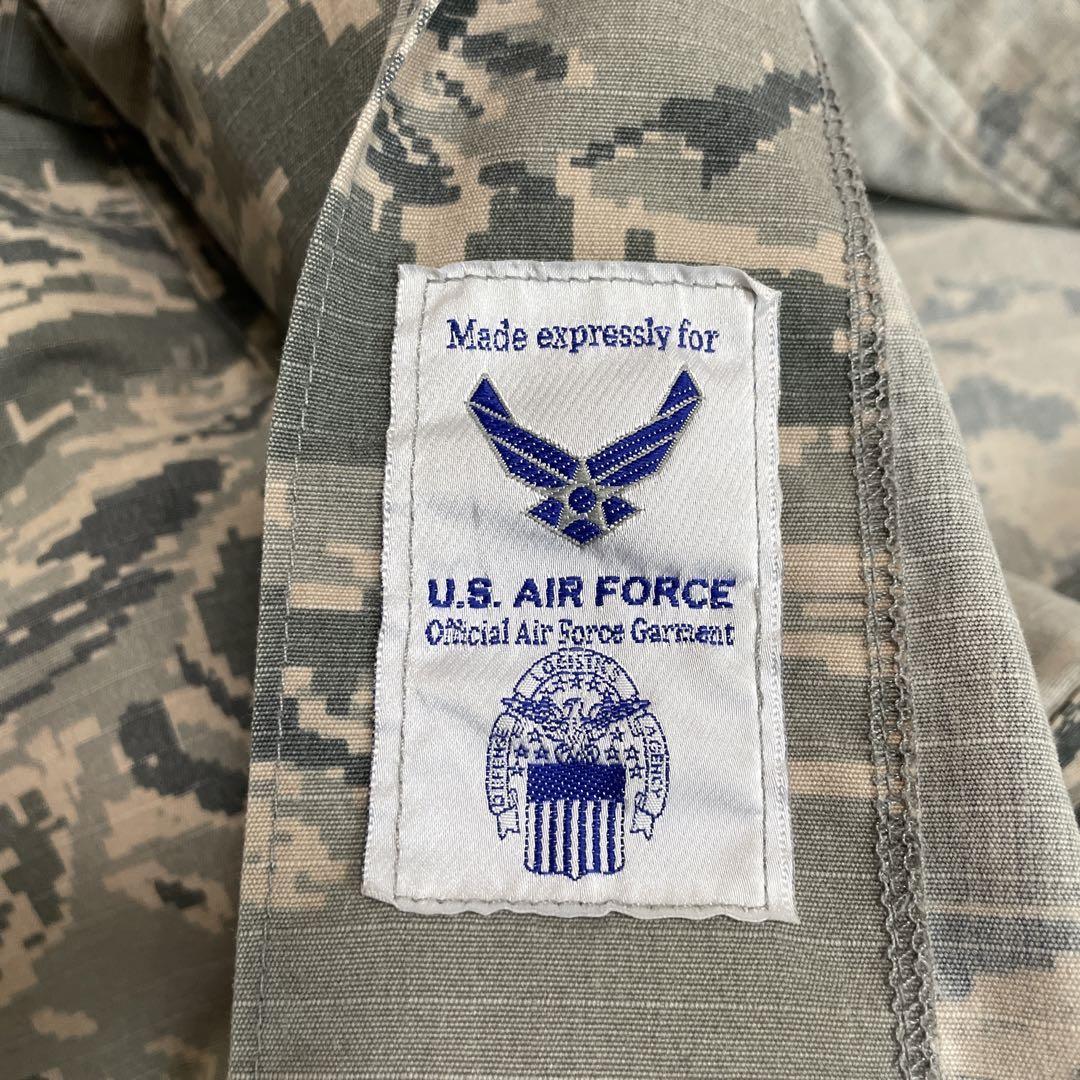 Made expressly for
U.S. AIR FORCE
Official Air Force Garment
DEFENSE LOGISTICS AGENCY